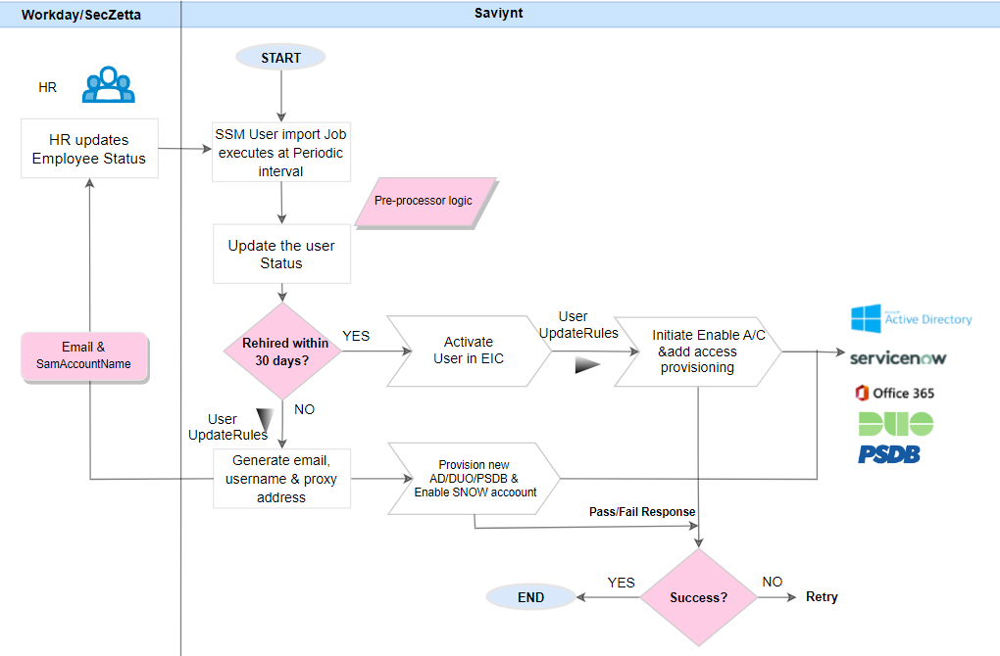 Workday/SecZetta
Saviynt
START
HR
HR updates
Employee Status
SSM User import Job
executes at Periodic
interval
Pre-processor logic
Update the user
Status
Rehired within
30 days?
YES
Activate
User in EIC
User
UpdateRules
Initiate Enable A/C
&add access
provisioning
Microsoft
Active Directory
servicenow
Office 365
DUO
PSDB
Email &
SamAccountName
NO
User
UpdateRules
Generate email,
username & proxy
address
Provision new
AD/DUO/PSDB &
Enable SNOW acccount
Pass/Fail Response
Success?
YES
END
NO
Retry